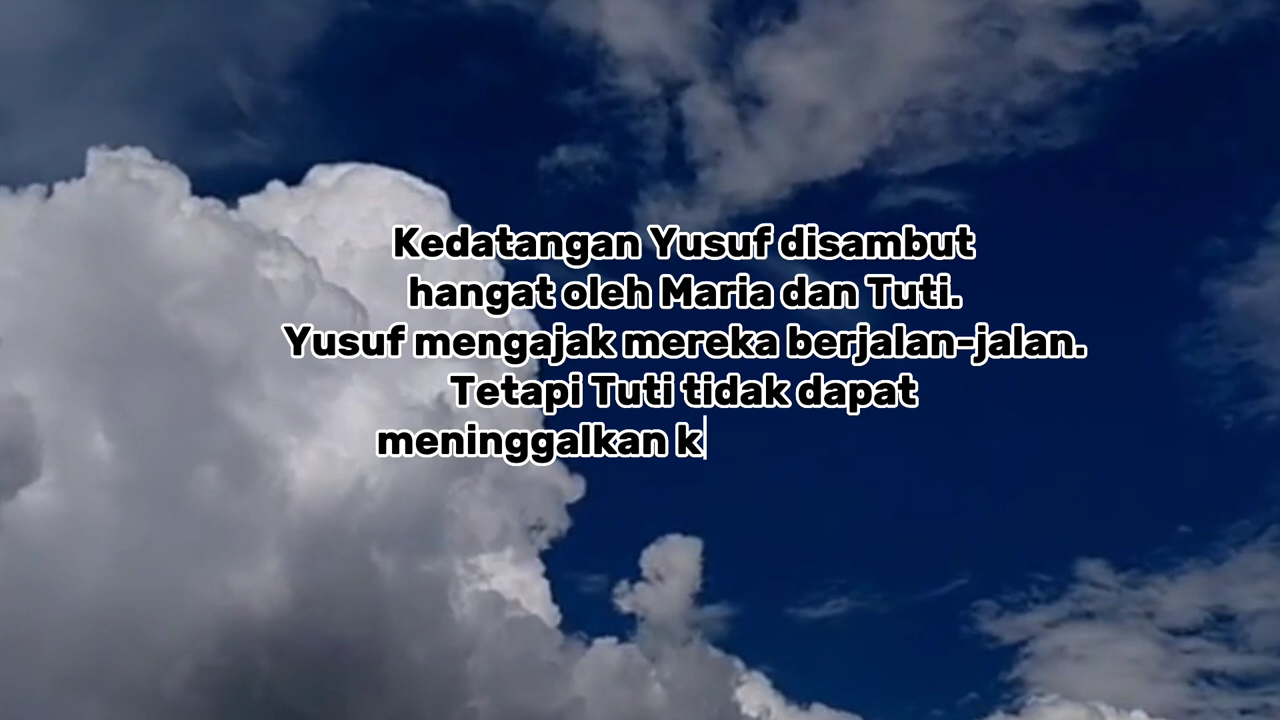 Kedatangan Yusuf disambut
hangat oleh Maria dan Tuti.
Yusuf mengajak mereka berjalan-jalan.
Tetapi Tuti tidak dapat
meninggalkan k